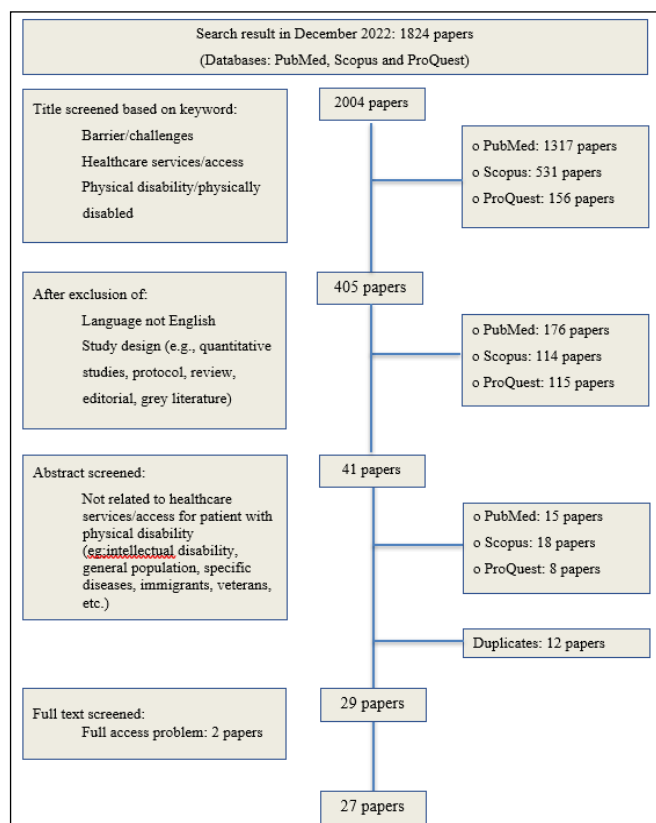 Search result in December 2022: 1824 papers
(Databases: PubMed, Scopus and ProQuest)
Title screened based on keyword:
Barrier/challenges
Healthcare services/access
Physical disability/physically
disabled
2004 papers
o PubMed: 1317 papers
o Scopus: 531 papers
o ProQuest: 156 papers
After exclusion of:
Language not English
Study design (e.g., quantitative
studies, protocol, review,
editorial, grey literature)
405 papers
o PubMed: 176 papers
o Scopus: 114 papers
o ProQuest: 115 papers
Abstract screened:
Not related to healthcare
services/access for patient with
physical disability
(eg:intellectual disability,
general population, specific
diseases, immigrants, veterans,
etc.)
41 papers
o PubMed: 15 papers
o Scopus: 18 papers
o ProQuest: 8 papers
Duplicates: 12 papers
Full text screened:
Full access problem: 2 papers
29 papers
27 papers